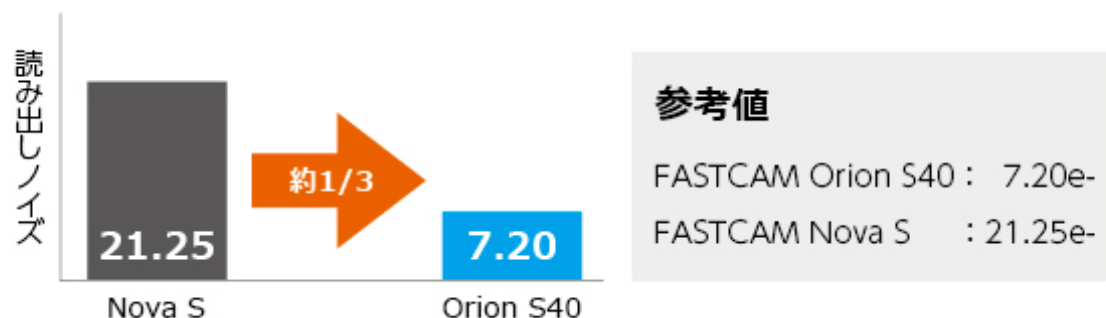 読み出しノイズ
21.25
約1/3
7.20
Nova S
Orion S40
参考値
FASTCAM Orion S40： 7.20e-
FASTCAM Nova S ：21.25e-